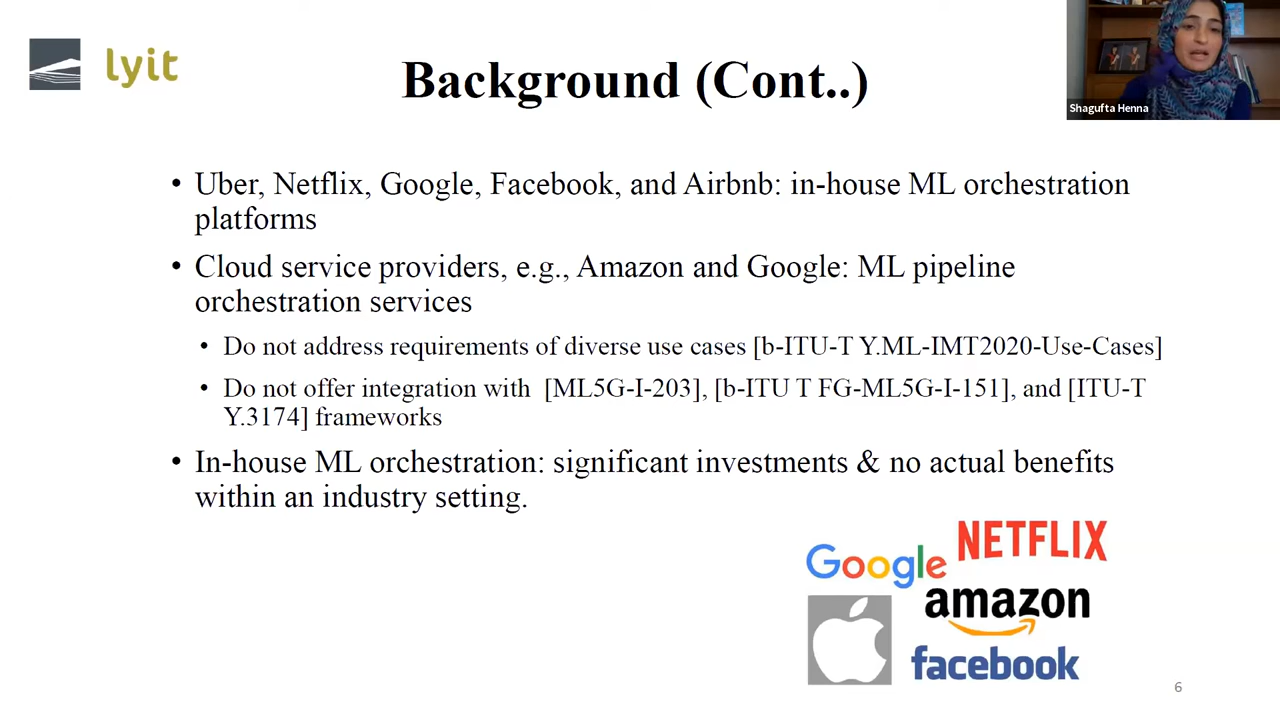 lyit
Background (Cont..)
Shagufta Henna
• Uber, Netflix, Google, Facebook, and Airbnb: in-house ML orchestration
platforms
• Cloud service providers, e.g., Amazon and Google: ML pipeline
orchestration services
• Do not address requirements of diverse use cases [b-ITU-T Y.ML-IMT2020-Use-Cases]
• Do not offer integration with [ML5G-I-203], [b-ITU T FG-ML5G-I-151], and [ITU-T
Y.3174] frameworks
• In-house ML orchestration: significant investments & no actual benefits
within an industry setting.
Google
NETFLIX
amazon
facebook
6